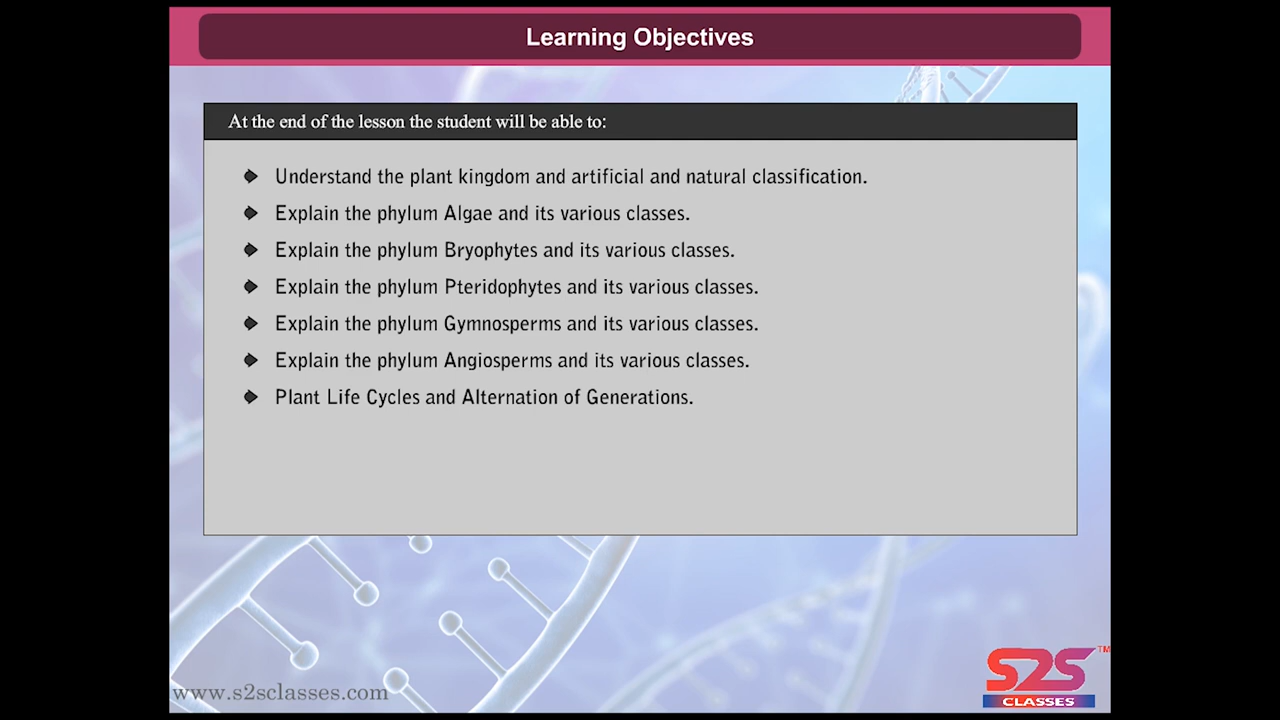 Learning Objectives
At the end of the lesson the student will be able to:
Understand the plant kingdom and artificial and natural classification.
Explain the phylum Algae and its various classes.
Explain the phylum Bryophytes and its various classes.
Explain the phylum Pteridophytes and its various classes.
Explain the phylum Gymnosperms and its various classes.
Explain the phylum Angiosperms and its various classes.
Plant Life Cycles and Alternation of Generations.
www.s2sclasses.com
S2S TM
CLASSES